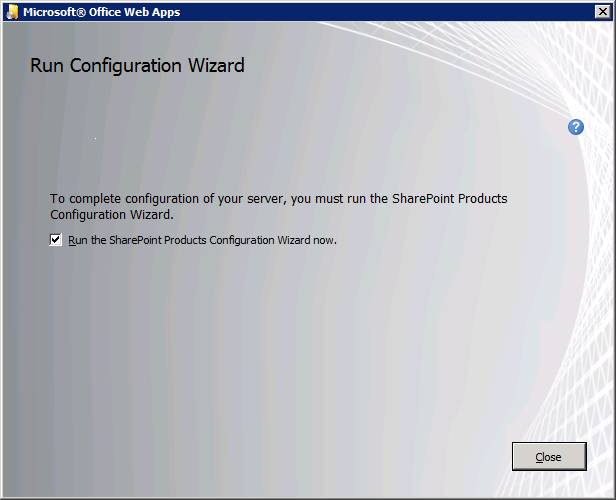 Microsoft® Office Web Apps
Run Configuration Wizard
?
To complete configuration of your server, you must run the SharePoint Products
Configuration Wizard.
Run the SharePoint Products Configuration Wizard now.
Close